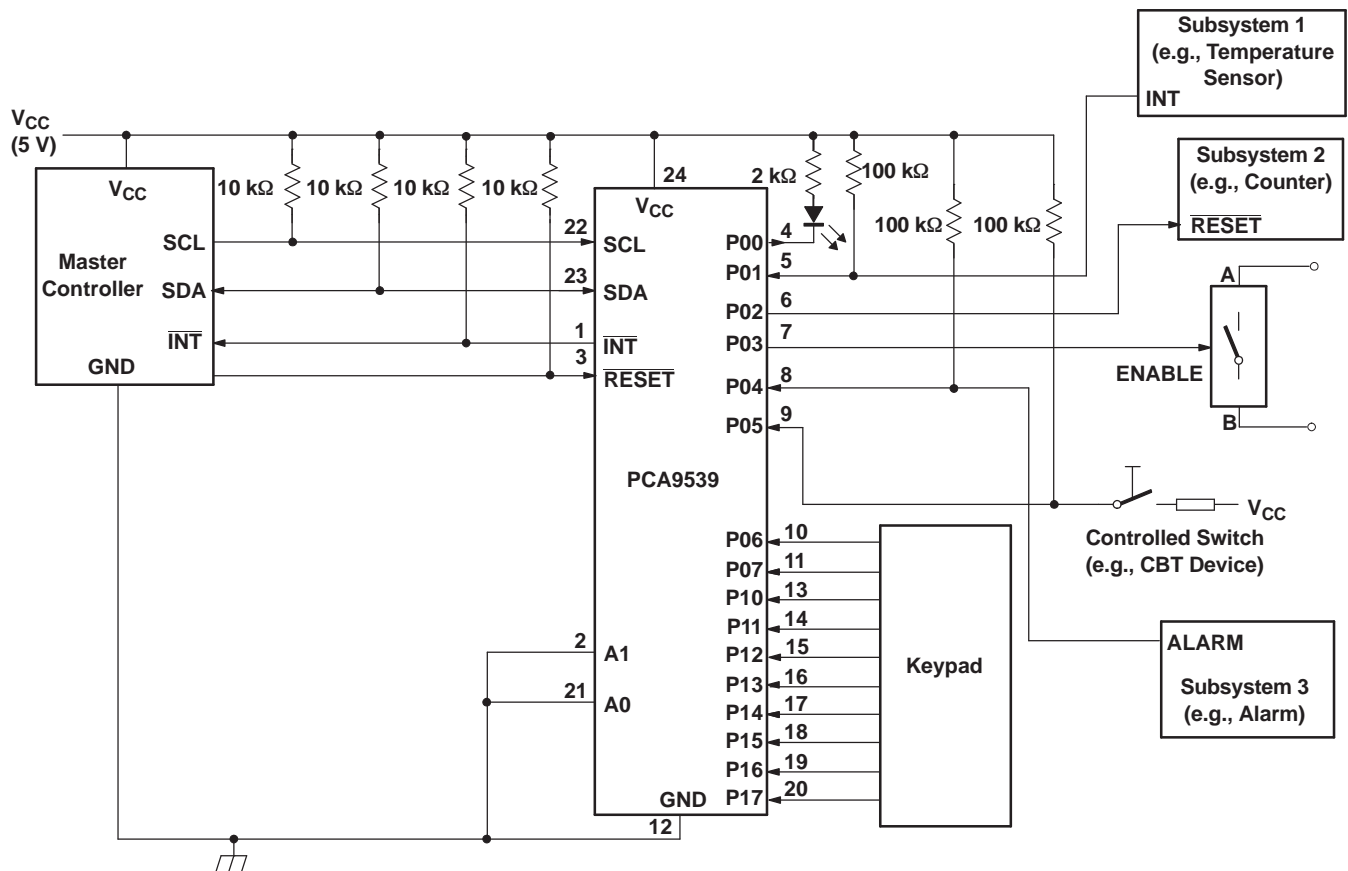 Subsystem 1
(e.g., Temperature
Sensor)
INT
VCC
(5 V)
Subsystem 2
(e.g., Counter)
RESET
VCC
10 kΩ
10 kΩ
10 kΩ
10 kΩ
24
VCC
2 kΩ
100 kΩ
100 kΩ
100 kΩ
Master
Controller
SCL
SDA
INT
GND
22
SCL
23
SDA
1
INT
3
RESET
P00
4
P01
5
P02
6
P03
7
P04
8
P05
9
A
ENABLE
B
PCA9539
VCC
Controlled Switch
(e.g., CBT Device)
P06
10
P07
11
P10
13
P11
14
P12
15
P13
16
P14
17
P15
18
P16
19
P17
20
Keypad
2
A1
21
A0
GND
12
ALARM
Subsystem 3
(e.g., Alarm)